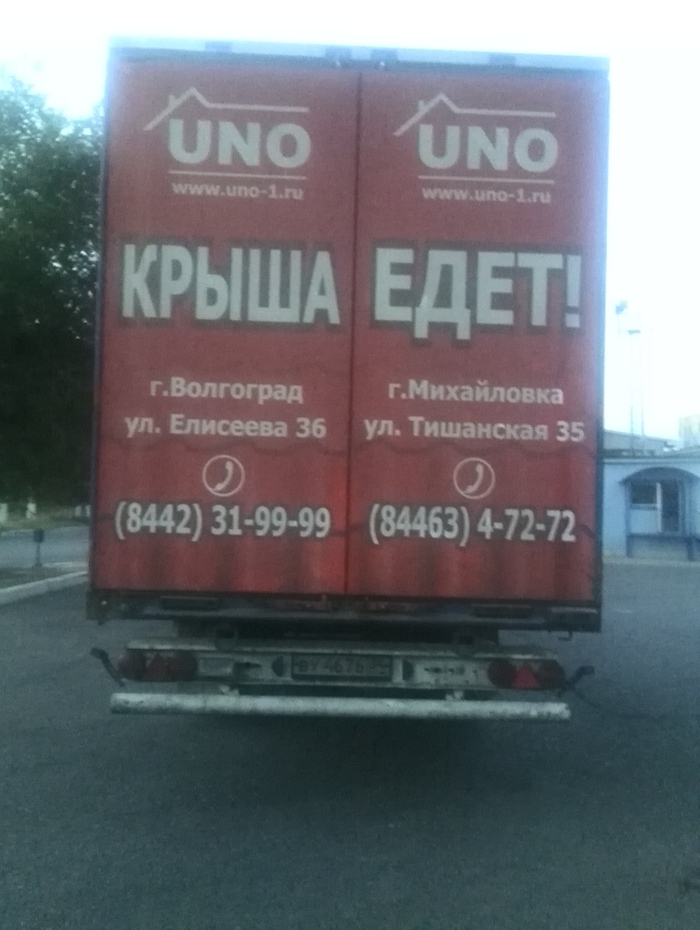 UNO
www.uno-1.ru
UNO
www.uno-1.ru
КРЫША ЕДЕТ!
г.Волгоград
ул. Елисеева 36
(8442) 31-99-99
г.Михайловка
ул. Тишанская 35
(84463) 4-72-72